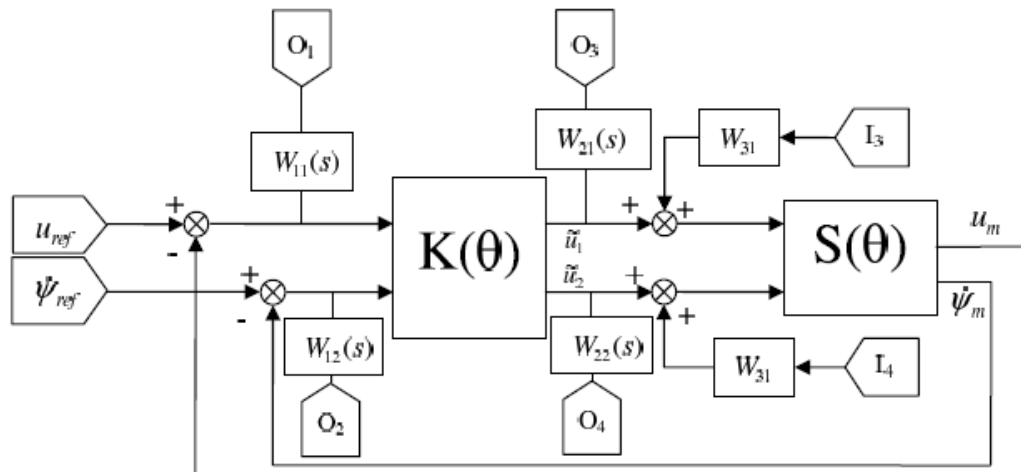 O₁
O₃
W₁₁(s)
W₂₁(s)
W₃₁
I₃
u_ref
+
-
K(θ)
ũ₁
+
+
S(θ)
u_m
ψ̇_ref
+
-
ũ₂
+
+
ψ̇_m
W₁₂(s)
W₂₂(s)
W₃₁
I₄
O₂
O₄